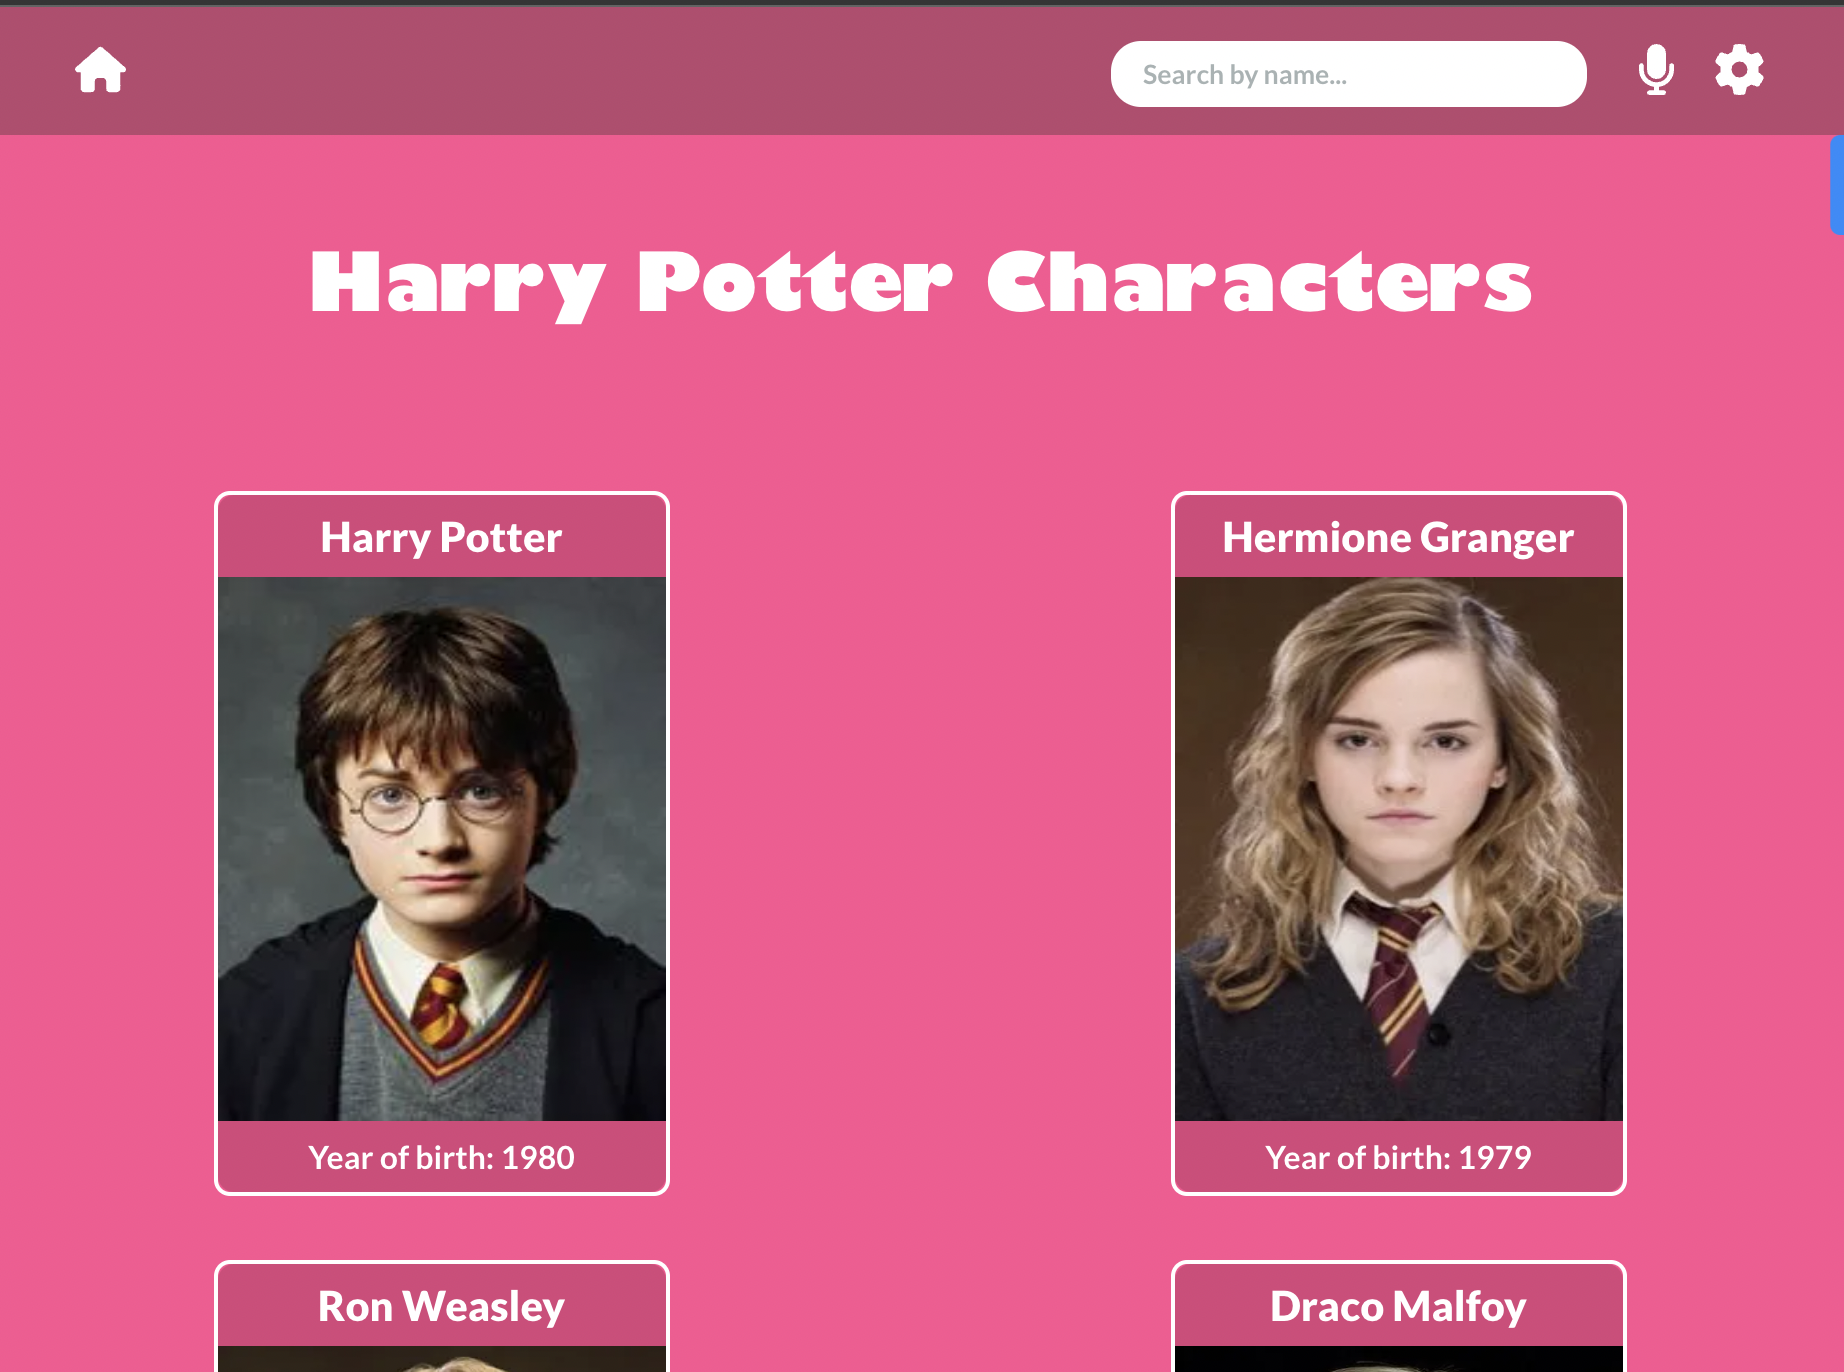 Search by name...
Harry Potter Characters
Harry Potter
Hermione Granger
Year of birth: 1980
Year of birth: 1979
Ron Weasley
Draco Malfoy